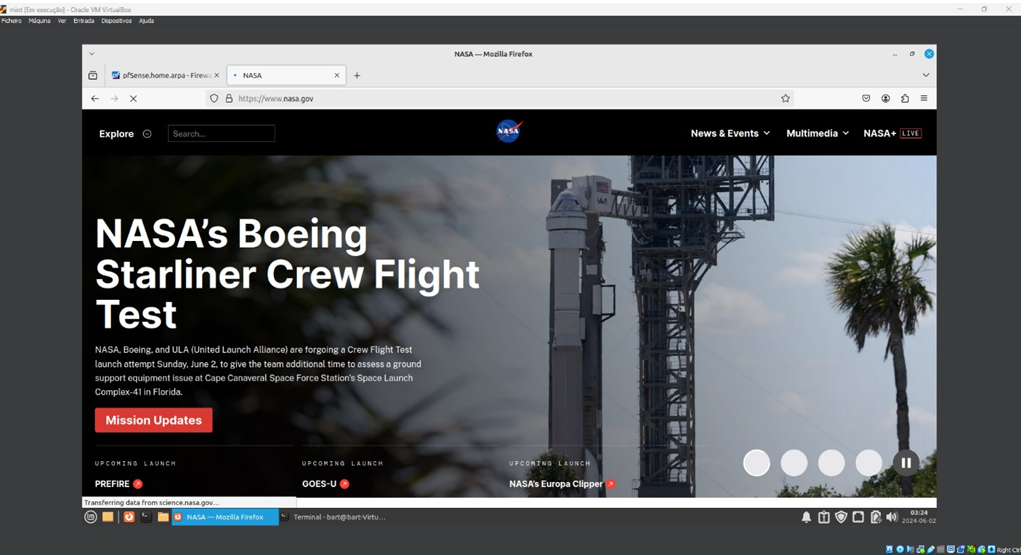 mint [Em execução] - Oracle VM VirtualBox
Ficheiro Máquina Ver Entrada Dispositivos Ajuda
NASA — Mozilla Firefox
pfSense.home.arpa - Firewa
NASA
https://www.nasa.gov
Explore
Search...
NASA
News & Events
Multimedia
NASA+ LIVE
NASA's Boeing
Starliner Crew Flight
Test
NASA, Boeing, and ULA (United Launch Alliance) are forgoing a Crew Flight Test
launch attempt Sunday, June 2, to give the team additional time to assess a ground
support equipment issue at Cape Canaveral Space Force Station's Space Launch
Complex-41 in Florida.
Mission Updates
UPCOMING LAUNCH
PREFIRE
UPCOMING LAUNCH
GOES-U
UPCOMING LAUNCH
NASA's Europa Clipper
Transferring data from science.nasa.gov...
NASA — Mozilla Firefox
Terminal - bart@bart-Virtu...
03:24
2024-06-02
Right Ctrl